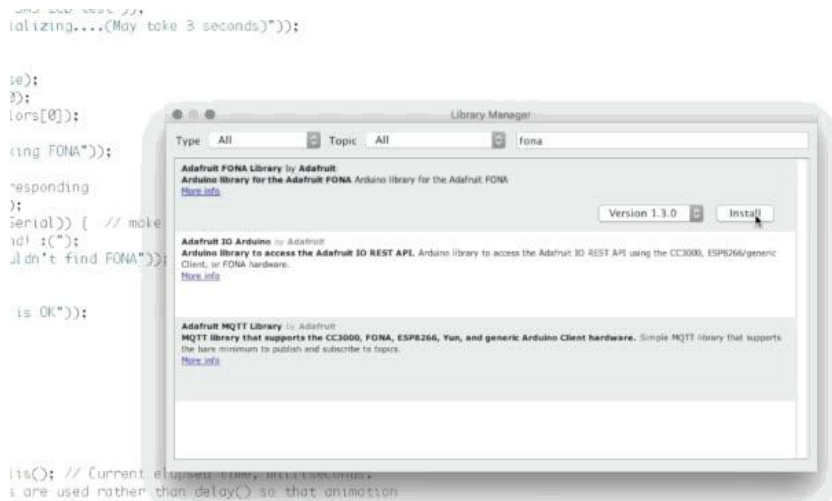 ializing....(May take 3 seconds)"));
se);
0);
lors[0]);
king FONA"));
responding
);
Serial)) { // make
nd! :(");
uldn't find FONA"));
is OK"));
Library Manager
Type All Topic All fona
Adafruit FONA Library by Adafruit
Arduino library for the Adafruit FONA Arduino library for the Adafruit FONA
More info
Version 1.3.0 Install
Adafruit IO Arduino by Adafruit
Arduino library to access the Adafruit IO REST API. Arduino library to access the Adafruit IO REST API using the CC3000, ESP8266/generic
Client, or FONA hardware.
More info
Adafruit MQTT Library by Adafruit
MQTT library that supports the CC3000, FONA, ESP8266, Yun, and generic Arduino Client hardware. Simple MQTT library that supports
the bare minimum to publish and subscribe to topics.
More info
lis(); // Current elapsed time, milliseconds.
s are used rather than delay() so that animation